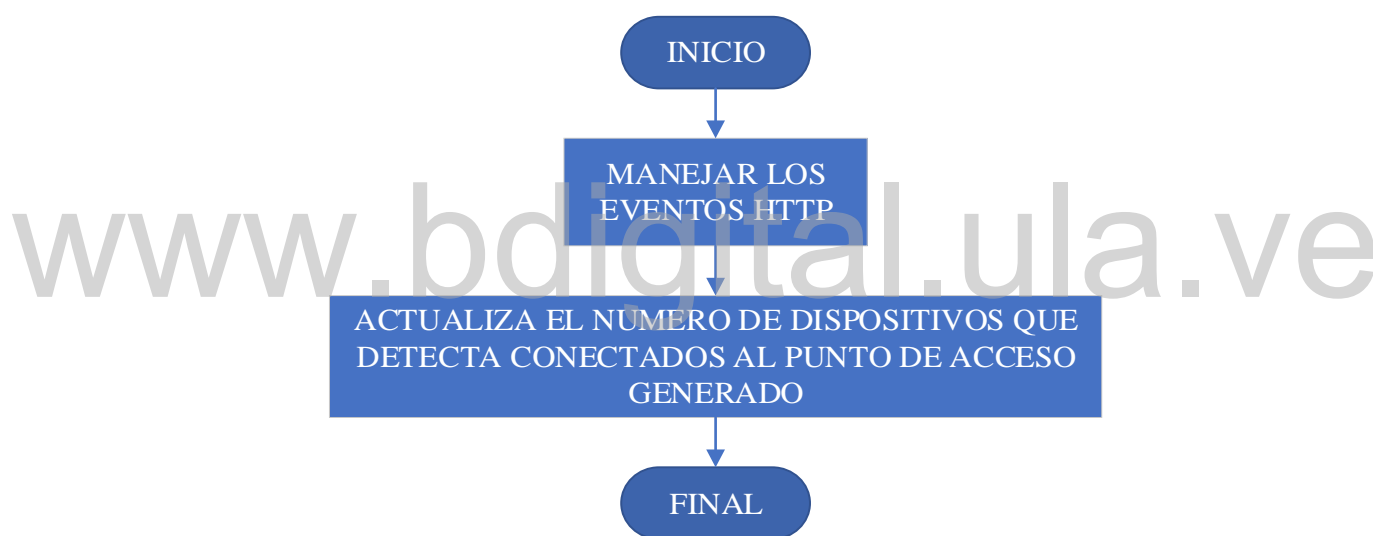 INICIO
MANEJAR LOS
EVENTOS HTTP
www.bdigital.ula.ve
ACTUALIZA EL NÚMERO DE DISPOSITIVOS QUE
DETECTA CONECTADOS AL PUNTO DE ACCESO
GENERADO
FINAL